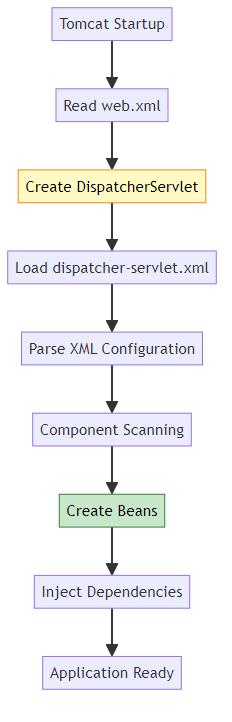 Tomcat Startup
Read web.xml
Create DispatcherServlet
Load dispatcher-servlet.xml
Parse XML Configuration
Component Scanning
Create Beans
Inject Dependencies
Application Ready